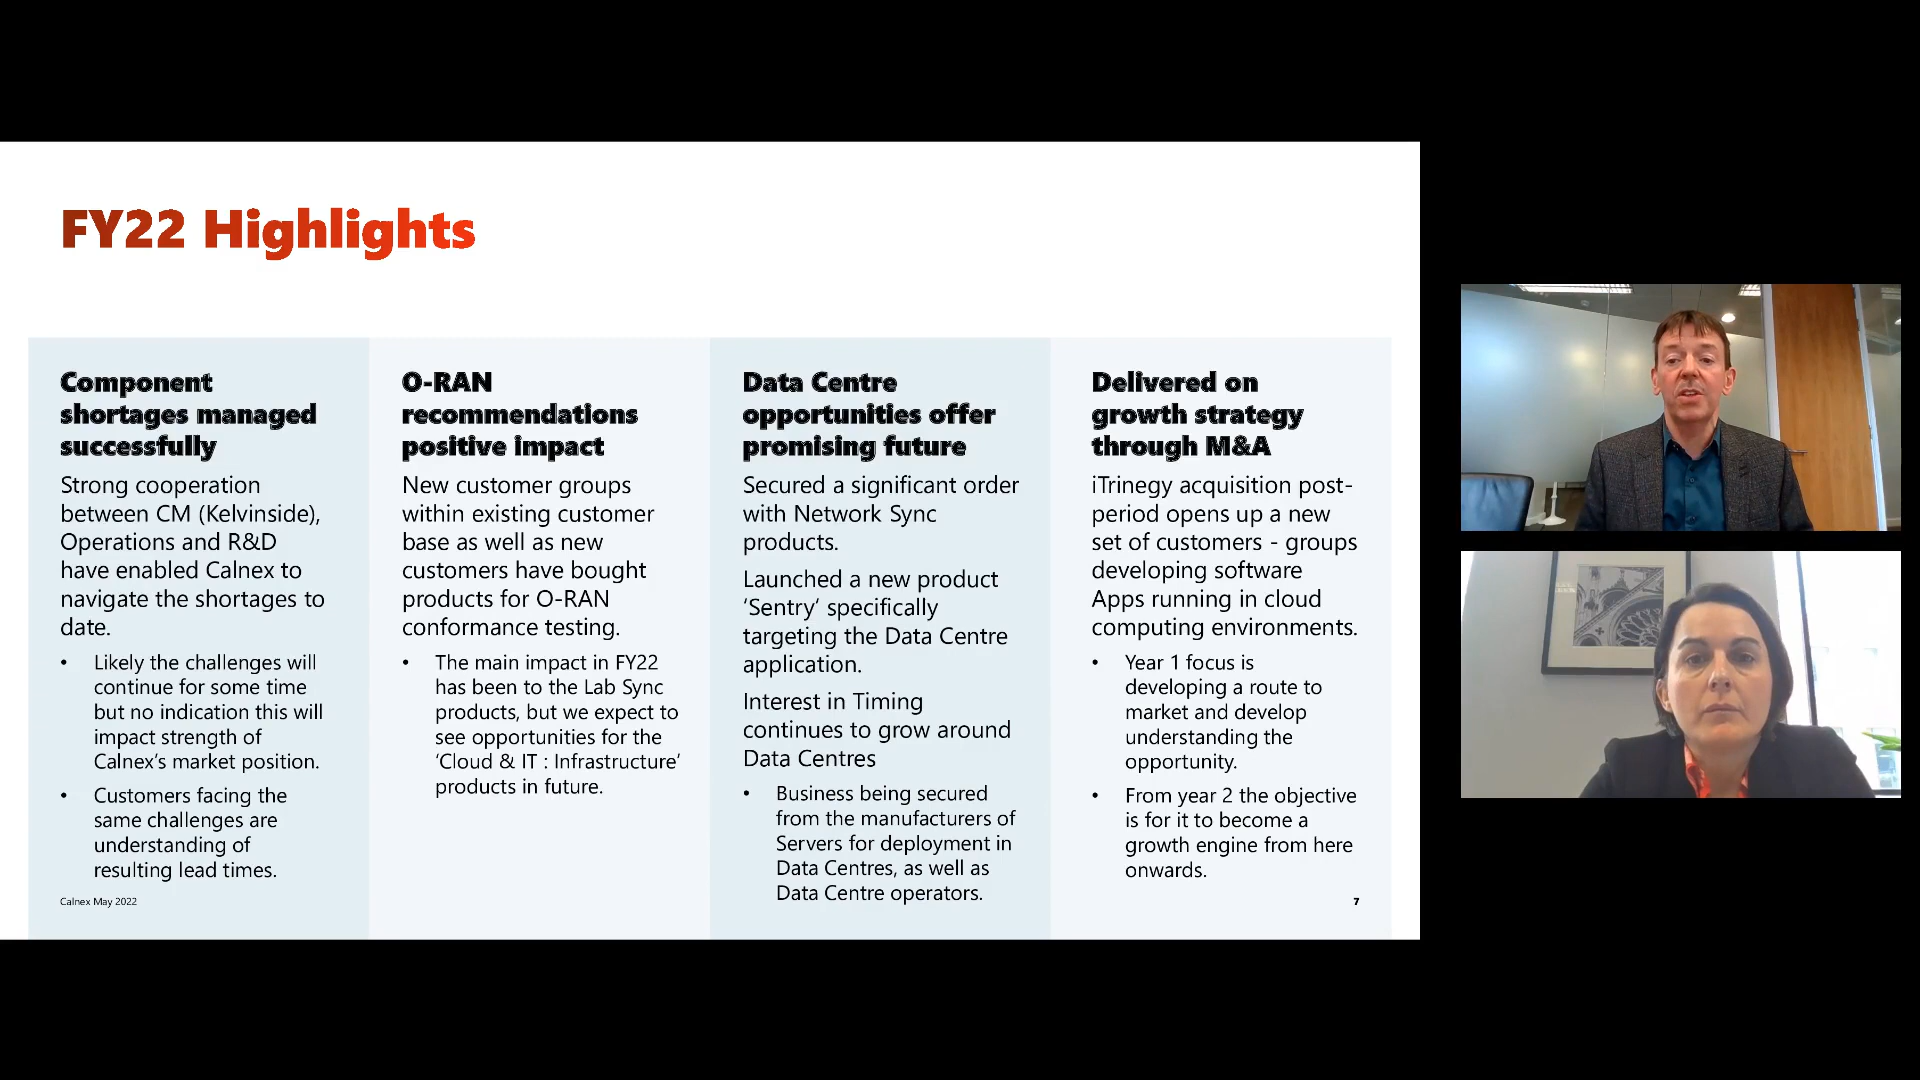 FY22 Highlights
Component
shortages managed
successfully
Strong cooperation
between CM (Kelvinside),
Operations and R&D
have enabled Calnex to
navigate the shortages to
date.
• Likely the challenges will
continue for some time
but no indication this will
impact strength of
Calnex’s market position.
• Customers facing the
same challenges are
understanding of
resulting lead times.
O-RAN
recommendations
positive impact
New customer groups
within existing customer
base as well as new
customers have bought
products for O-RAN
conformance testing.
• The main impact in FY22
has been to the Lab Sync
products, but we expect to
see opportunities for the
‘Cloud & IT : Infrastructure’
products in future.
Data Centre
opportunities offer
promising future
Secured a significant order
with Network Sync
products.
Launched a new product
‘Sentry’ specifically
targeting the Data Centre
application.
Interest in Timing
continues to grow around
Data Centres
• Business being secured
from the manufacturers of
Servers for deployment in
Data Centres, as well as
Data Centre operators.
Delivered on
growth strategy
through M&A
iTrinegy acquisition post-
period opens up a new
set of customers - groups
developing software
Apps running in cloud
computing environments.
• Year 1 focus is
developing a route to
market and develop
understanding the
opportunity.
• From year 2 the objective
is for it to become a
growth engine from here
onwards.
Calnex May 2022
7